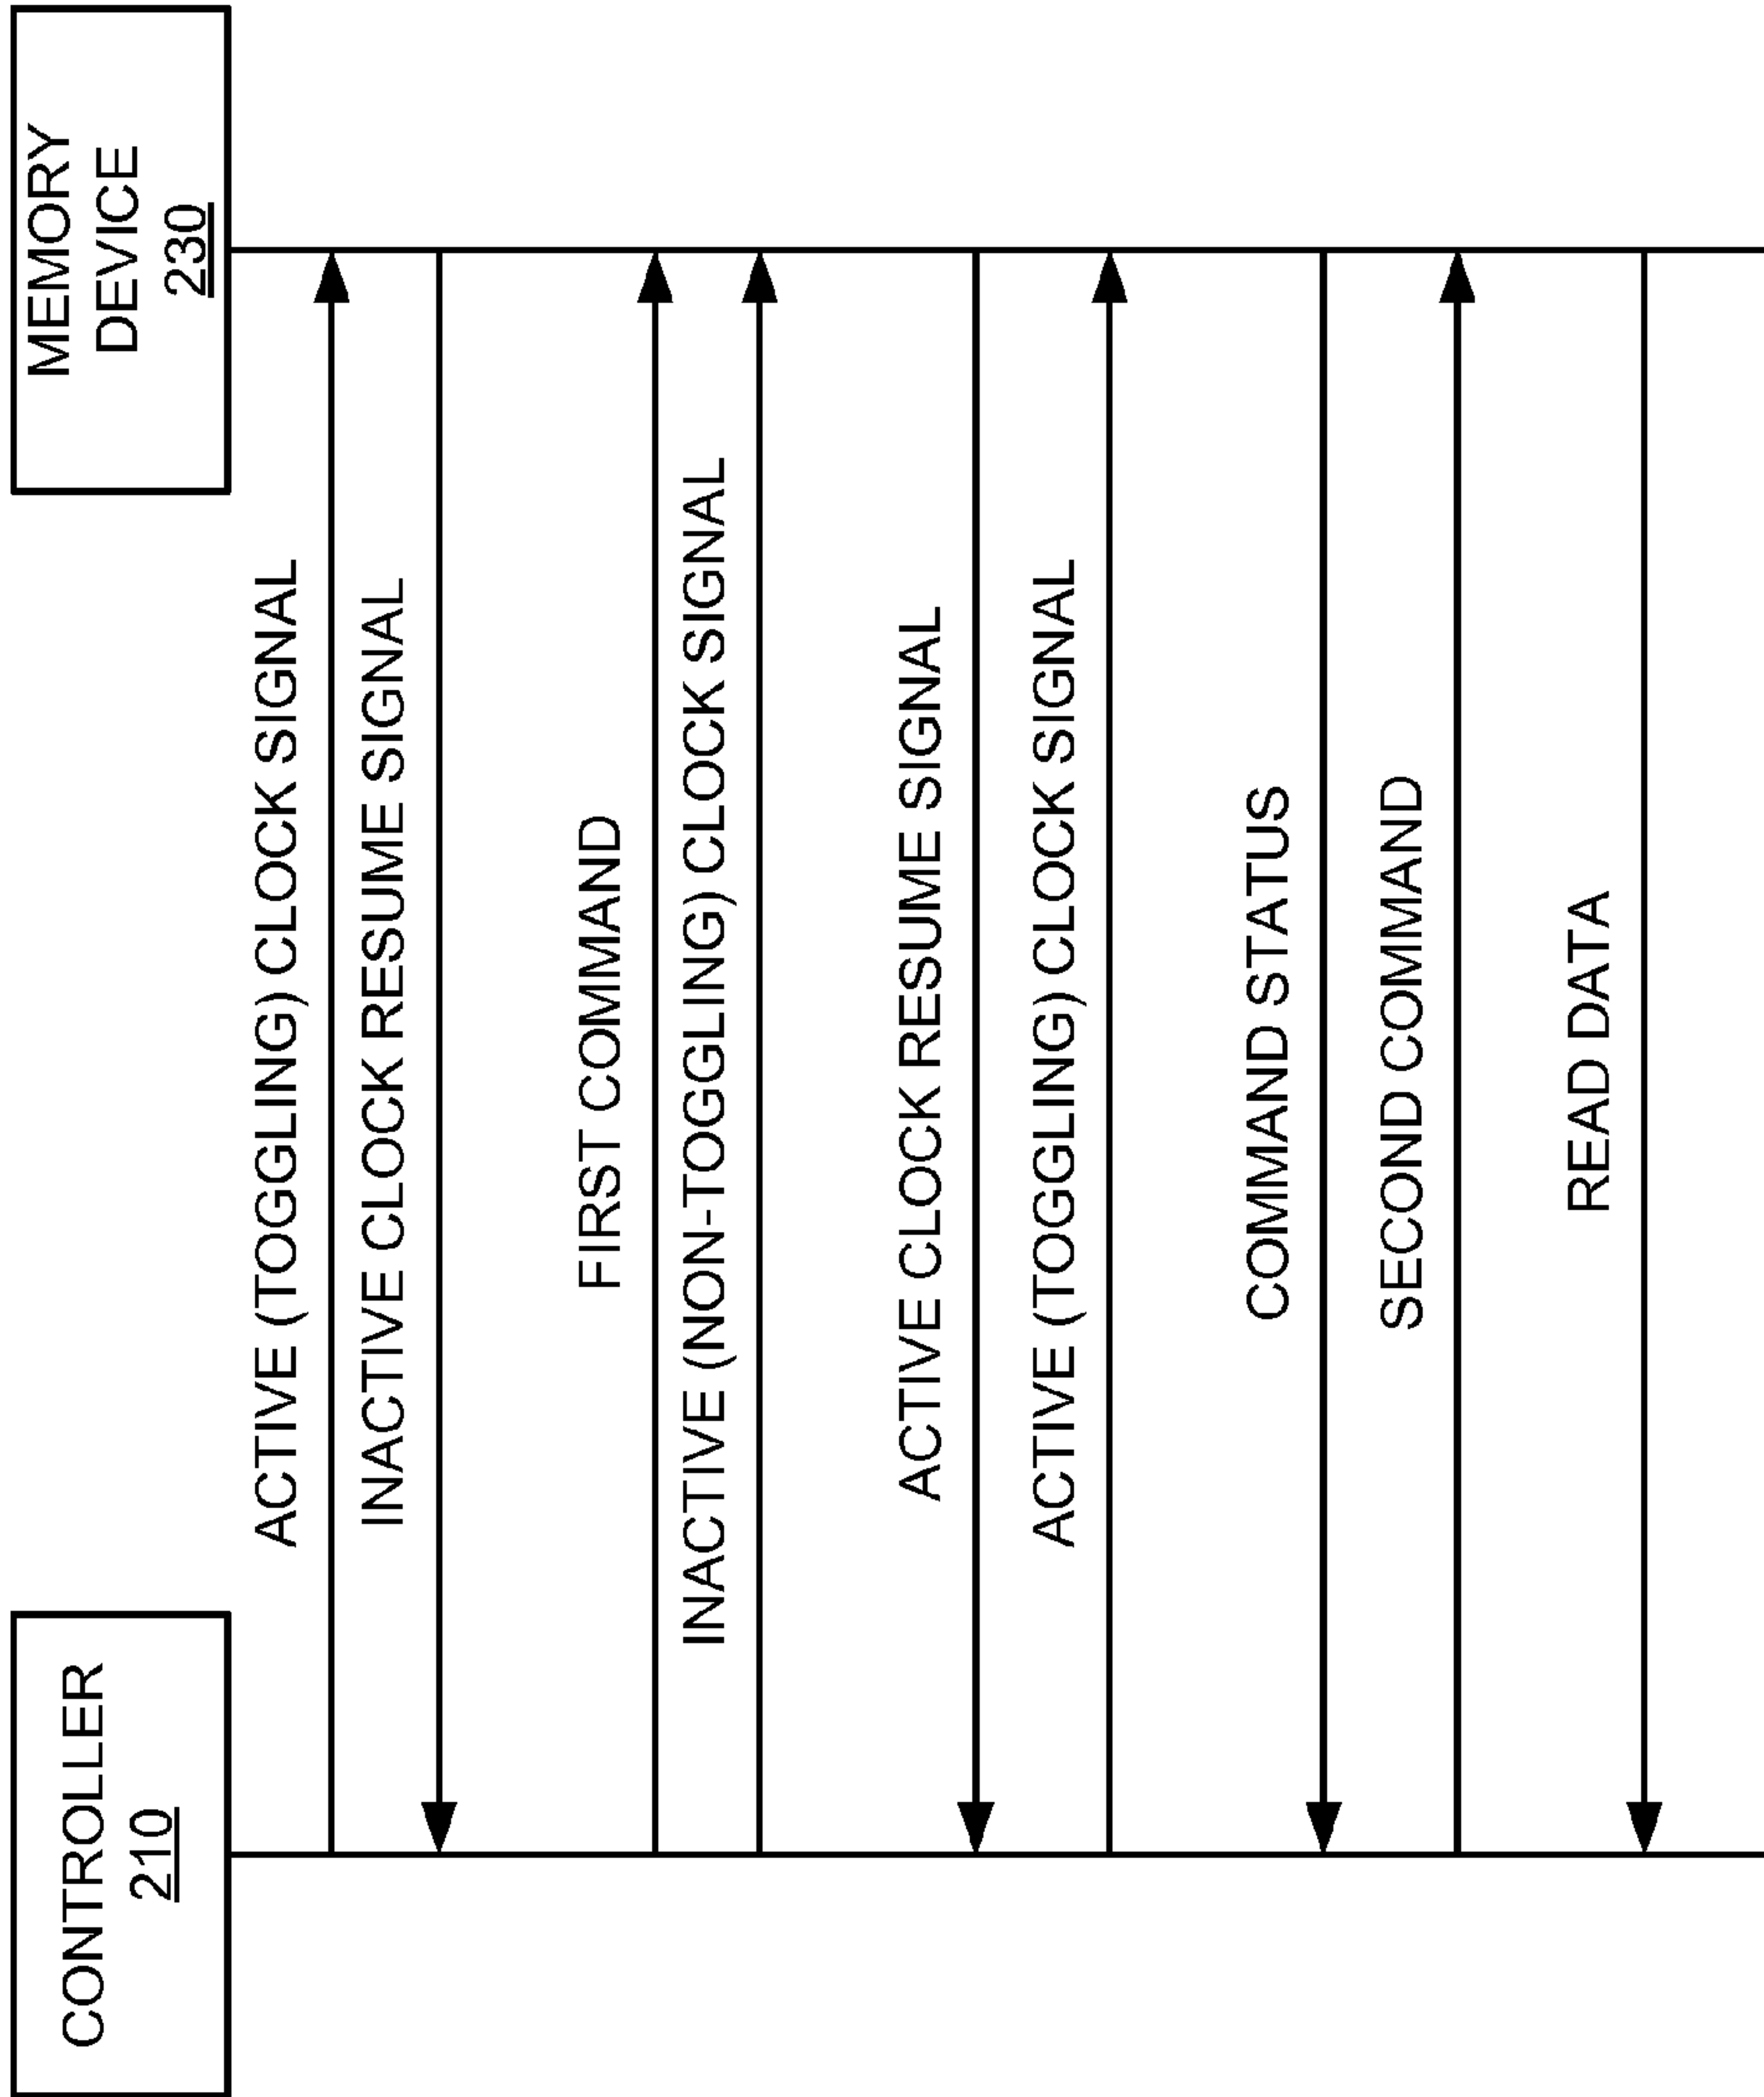 CONTROLLER
210
MEMORY
DEVICE
230
ACTIVE (TOGGLING) CLOCK SIGNAL
INACTIVE CLOCK RESUME SIGNAL
FIRST COMMAND
INACTIVE (NON-TOGGLING) CLOCK SIGNAL
ACTIVE CLOCK RESUME SIGNAL
ACTIVE (TOGGLING) CLOCK SIGNAL
COMMAND STATUS
SECOND COMMAND
READ DATA